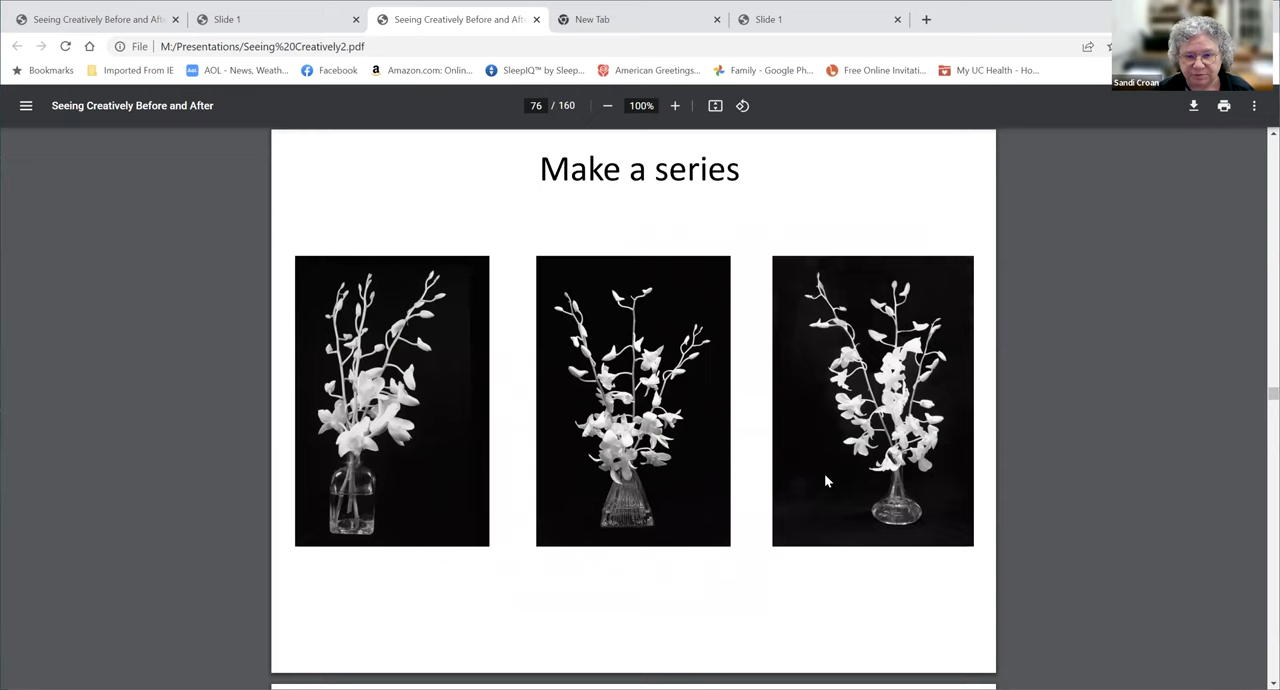 Seeing Creatively Before and Aft
Slide 1
Seeing Creatively Before and Afte
New Tab
Slide 1
File
M:/Presentations/Seeing%20Creatively2.pdf
Bookmarks
Imported From IE
AOL - News, Weath...
Facebook
Amazon.com: Onlin...
SleepIQ™ by Sleep...
American Greetings...
Family - Google Ph...
Free Online Invitati...
My UC Health - Ho...
Sandi Croan
Seeing Creatively Before and After
76 / 160
100%
Make a series